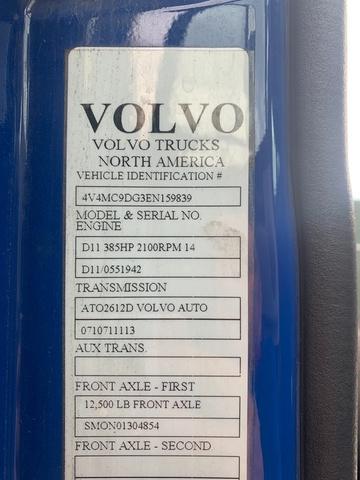 VOLVO
VOLVO TRUCKS
NORTH AMERICA
VEHICLE IDENTIFICATION #
4V4MC9DG3EN159839
MODEL & SERIAL NO.
ENGINE
D11 385HP 2100RPM 14
D11/0551942
TRANSMISSION
ATO2612D VOLVO AUTO
0710711113
AUX TRANS.
FRONT AXLE - FIRST
12,500 LB FRONT AXLE
SMON01304854
FRONT AXLE - SECOND